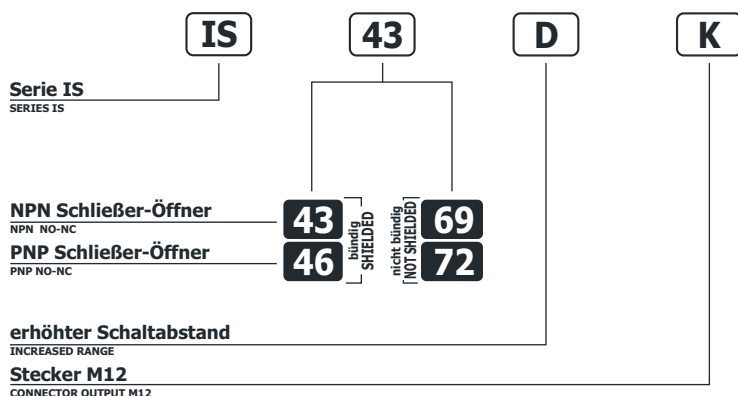 IS 43 D K
Serie IS
SERIES IS
NPN Schließer-Öffner
NPN NO-NC
PNP Schließer-Öffner
PNP NO-NC
43
46
bündig
SHIELDED
nicht bündig
NOT SHIELDED
69
72
erhöhter Schaltabstand
INCREASED RANGE
Stecker M12
CONNECTOR OUTPUT M12